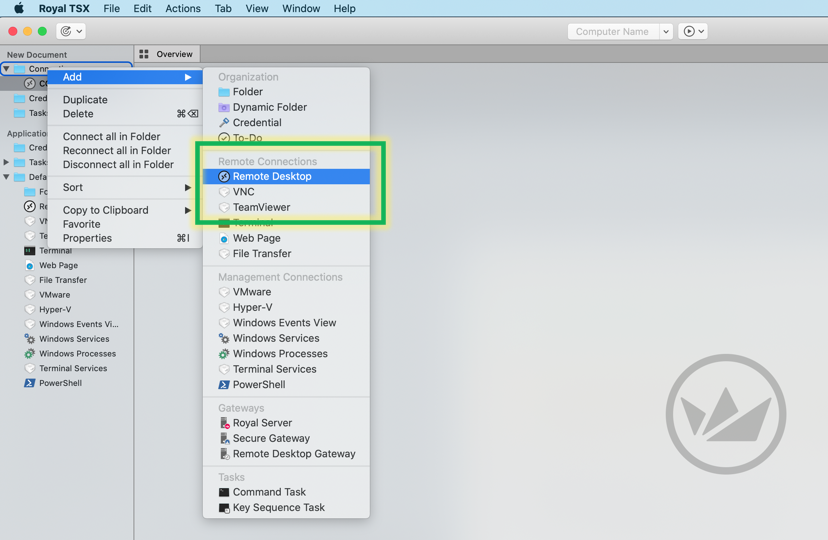 Royal TSX File Edit Actions Tab View Window Help
Computer Name
New Document
Overview
Connec
CO
Cred
Tasks
Application
Cred
Tasks
Defa
Fo
Re
VN
Te
Terminal
Web Page
File Transfer
VMware
Hyper-V
Windows Events Vi...
Windows Services
Windows Processes
Terminal Services
PowerShell
Add
Duplicate
Delete ⌘⌫
Connect all in Folder
Reconnect all in Folder
Disconnect all in Folder
Sort
Copy to Clipboard
Favorite
Properties ⌘I
Organization
Folder
Dynamic Folder
Credential
To-Do
Remote Connections
Remote Desktop
VNC
TeamViewer
Terminal
Web Page
File Transfer
Management Connections
VMware
Hyper-V
Windows Events View
Windows Services
Windows Processes
Terminal Services
PowerShell
Gateways
Royal Server
Secure Gateway
Remote Desktop Gateway
Tasks
Command Task
Key Sequence Task